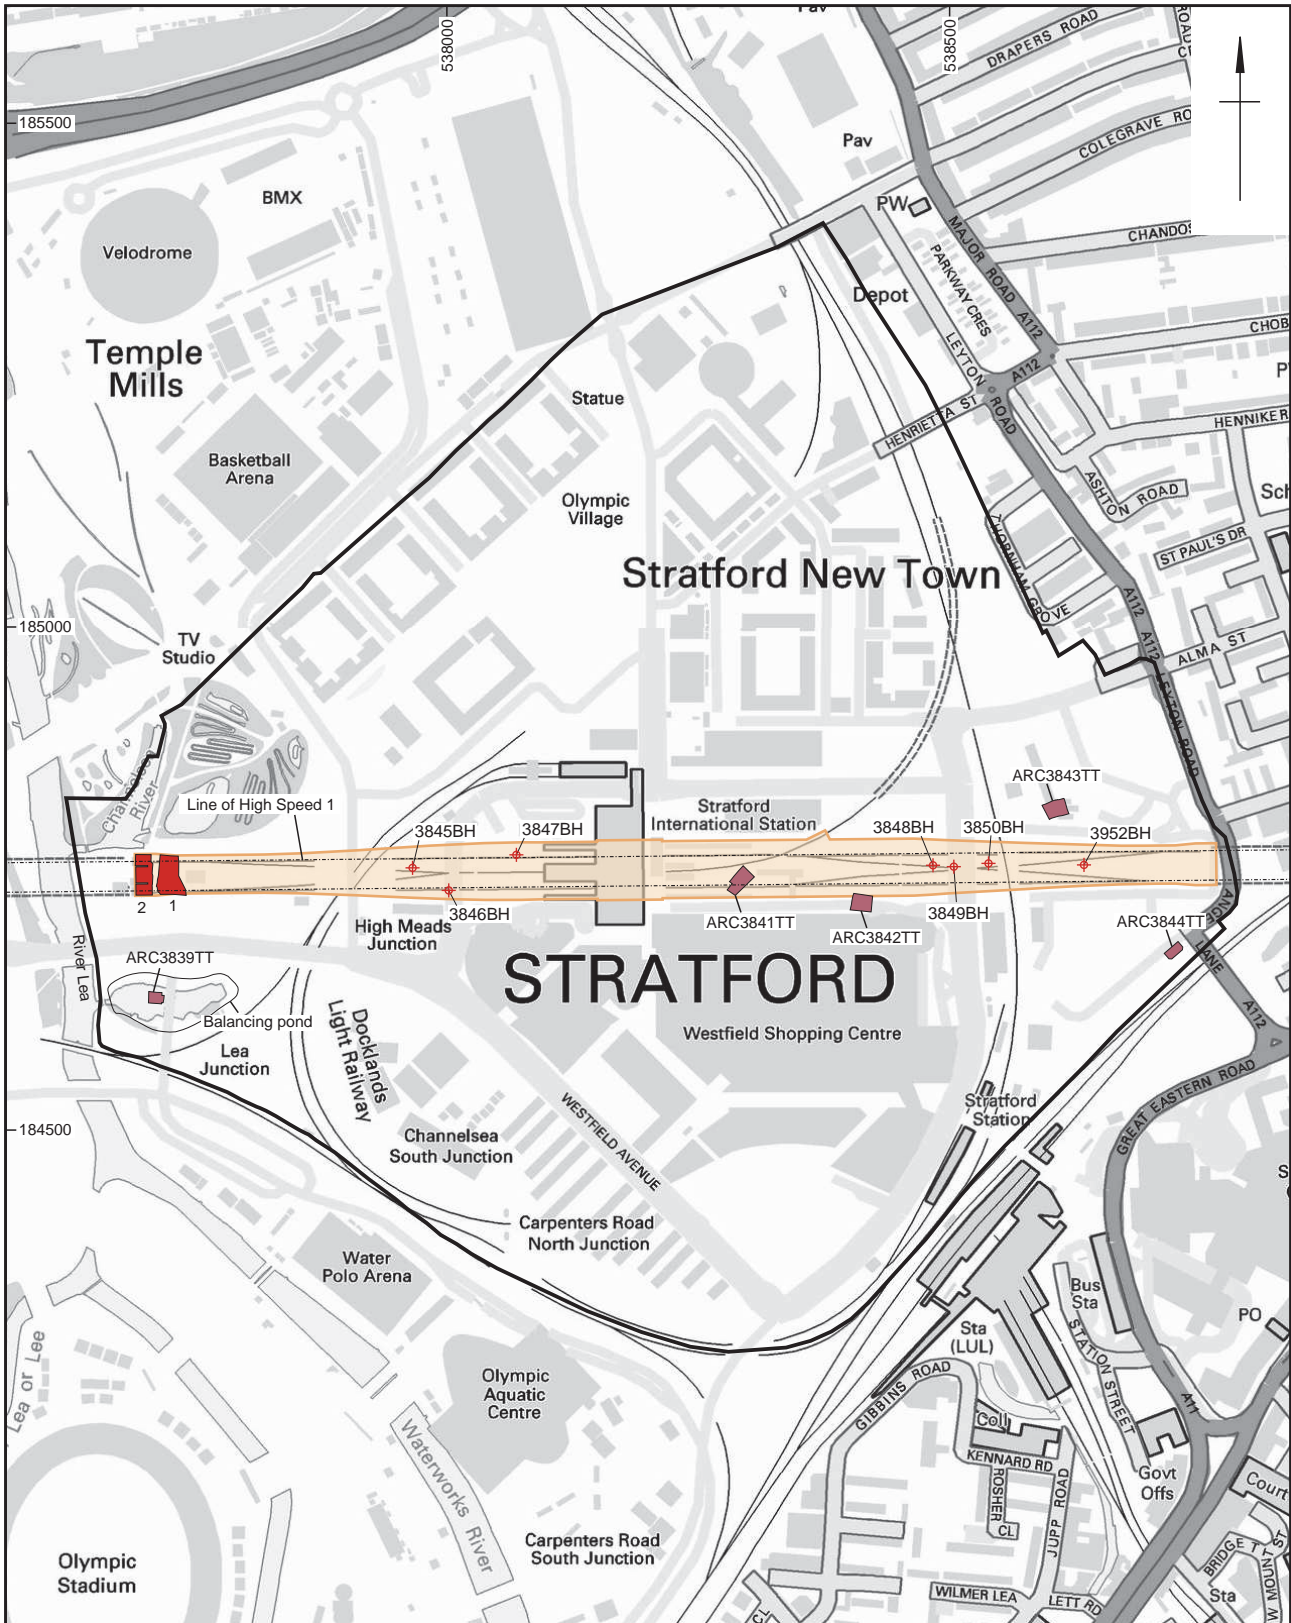 Pav
538000
538500
ROAD
DRAPERS ROAD
185500
COLEGRAVE RO
Pav
BMX
PW
CHANDOS
Velodrome
MAJOR ROAD A112
PARKWAY CRES
Depot
CHOB
Temple
Mills
LEYTON
ROAD
A112
Statue
HENRIETTA ST
HENNIKER
Basketball
Arena
ASHTON ROAD
Sch
Olympic
Village
ST PAUL'S DR
Stratford New Town
THORNHAM GROVE
A112
185000
TV
Studio
A112
ALMA ST
LEYTON ROAD
Channelsea
River
ARC3843TT
Line of High Speed 1
Stratford
International Station
3845BH
3847BH
3848BH
3850BH
3952BH
2
1
3846BH
3849BH
High Meads
Junction
ARC3841TT
ARC3842TT
ARC3844TT
ANGEL
LANE
River Lea
ARC3839TT
STRATFORD
Balancing pond
A112
Westfield Shopping Centre
Docklands
Light Railway
Lea
Junction
GREAT EASTERN ROAD
Stratford
Station
WESTFIELD AVENUE
184500
Channelsea
South Junction
Carpenters Road
North Junction
Water
Polo Arena
Bus
Sta
PO
Sta
(LUL)
STATION STREET
Lea or Lee
Olympic
Aquatic
Centre
GIBBINS ROAD
A11
Coll
Waterworks River
KENNARD RD
ROSHER
CL
JUPP ROAD
Govt
Offs
Court
Carpenters Road
South Junction
BRIDGE
ST
MOUNT
Olympic
Stadium
WILMER LEA
LETT RD
Sta
CL